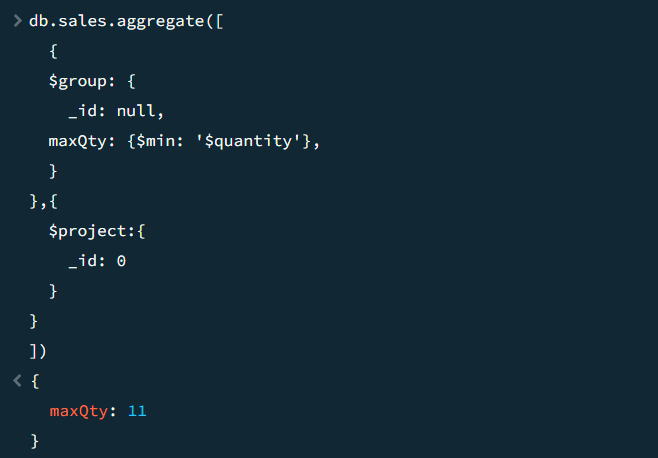 db.sales.aggregate([
{
$group: {
_id: null,
maxQty: {$min: '$quantity'},
}
},{
$project:{
_id: 0
}
}
])
{
maxQty: 11
}